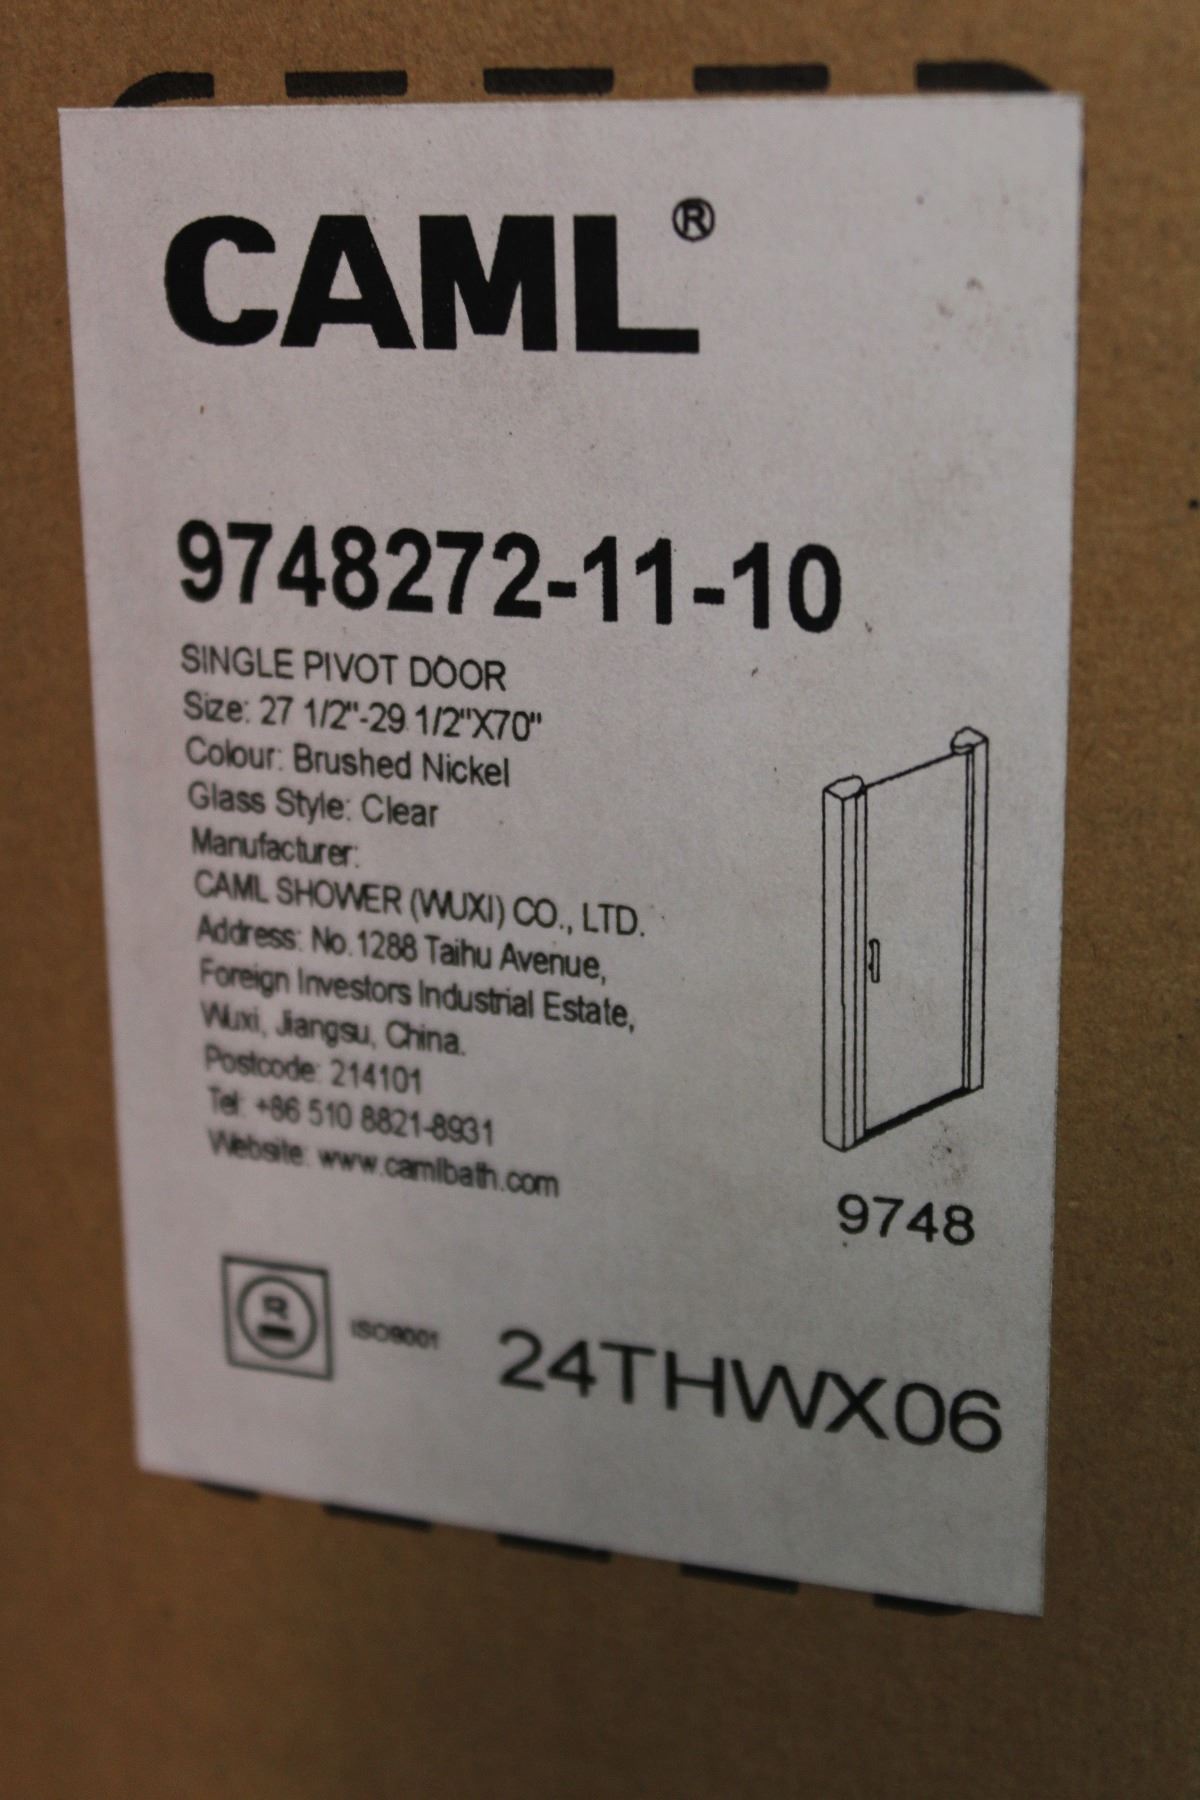 CAML®
9748272-11-10
SINGLE PIVOT DOOR
Size: 27 1/2"-29 1/2"X70"
Colour: Brushed Nickel
Glass Style: Clear
Manufacturer:
CAML SHOWER (WUXI) CO., LTD.
Address: No.1288 Taihu Avenue,
Foreign Investors Industrial Estate,
Wuxi, Jiangsu, China.
Postcode: 214101
Tel: +86 510 8821-8931
Website: www.camlbath.com
9748
R
ISO9001
24THWX06